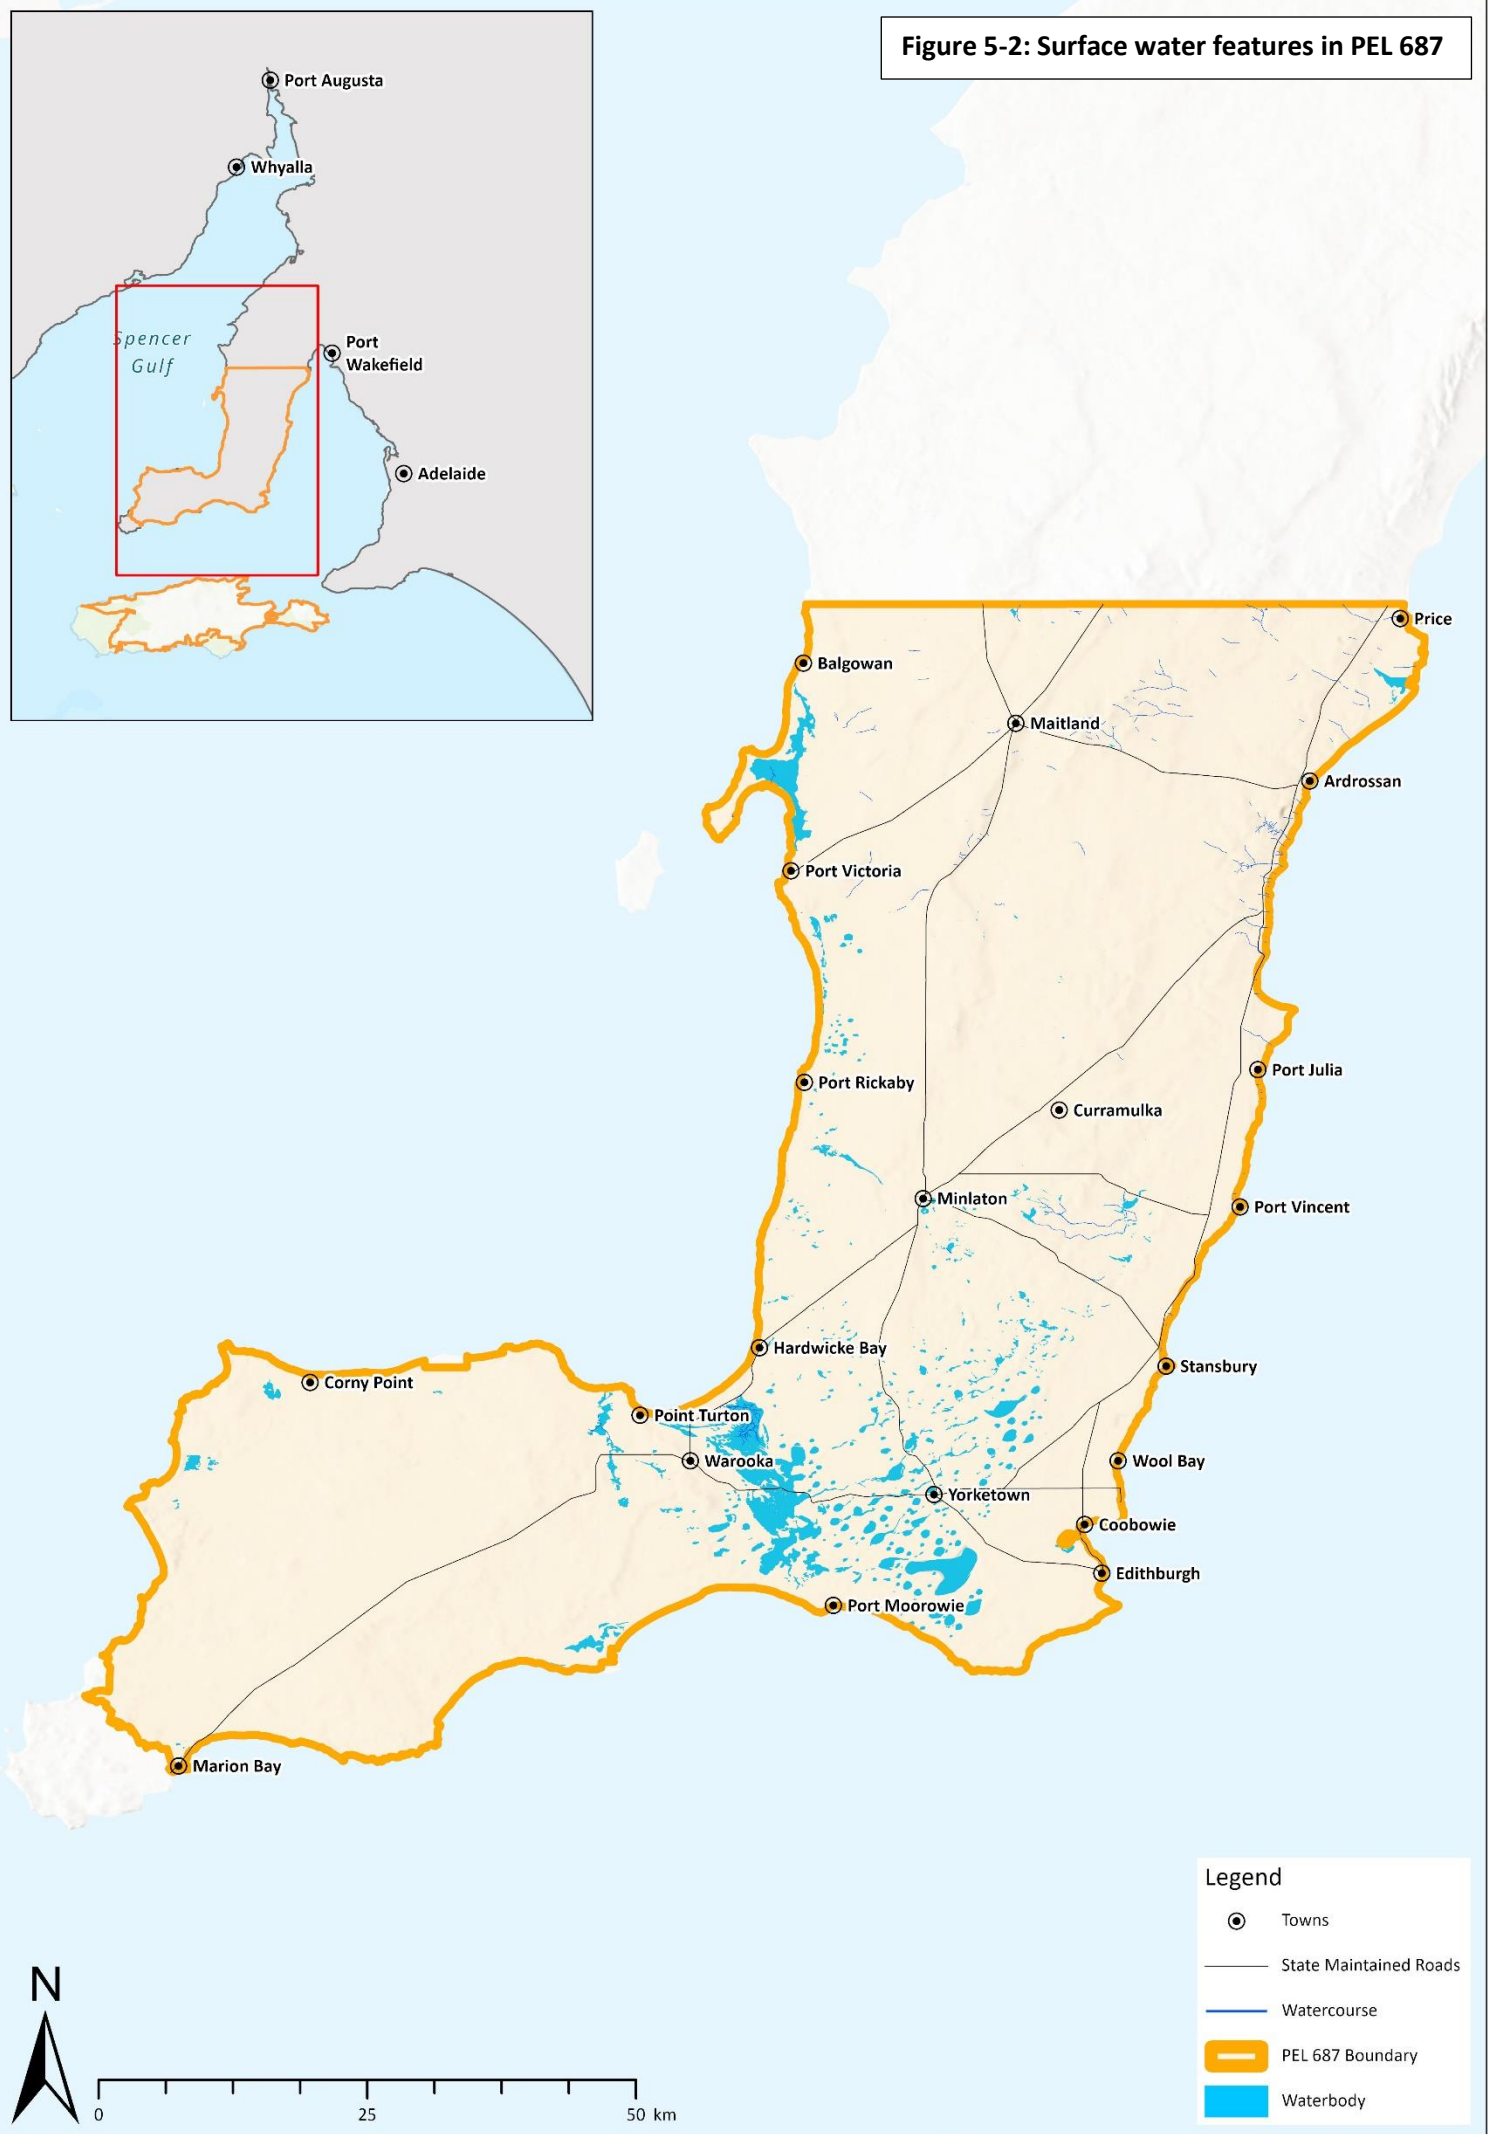 Figure 5-2: Surface water features in PEL 687
Port Augusta
Whyalla
Spencer
Gulf
Port
Wakefield
Adelaide
Price
Balgowan
Maitland
Ardrossan
Port Victoria
Port Julia
Port Rickaby
Curramulka
Minlaton
Port Vincent
Hardwicke Bay
Stansbury
Corny Point
Point Turton
Warooka
Wool Bay
Yorketown
Coobowie
Edithburgh
Port Moorowie
Marion Bay
Legend
Towns
State Maintained Roads
Watercourse
PEL 687 Boundary
Waterbody
N
0 25 50 km